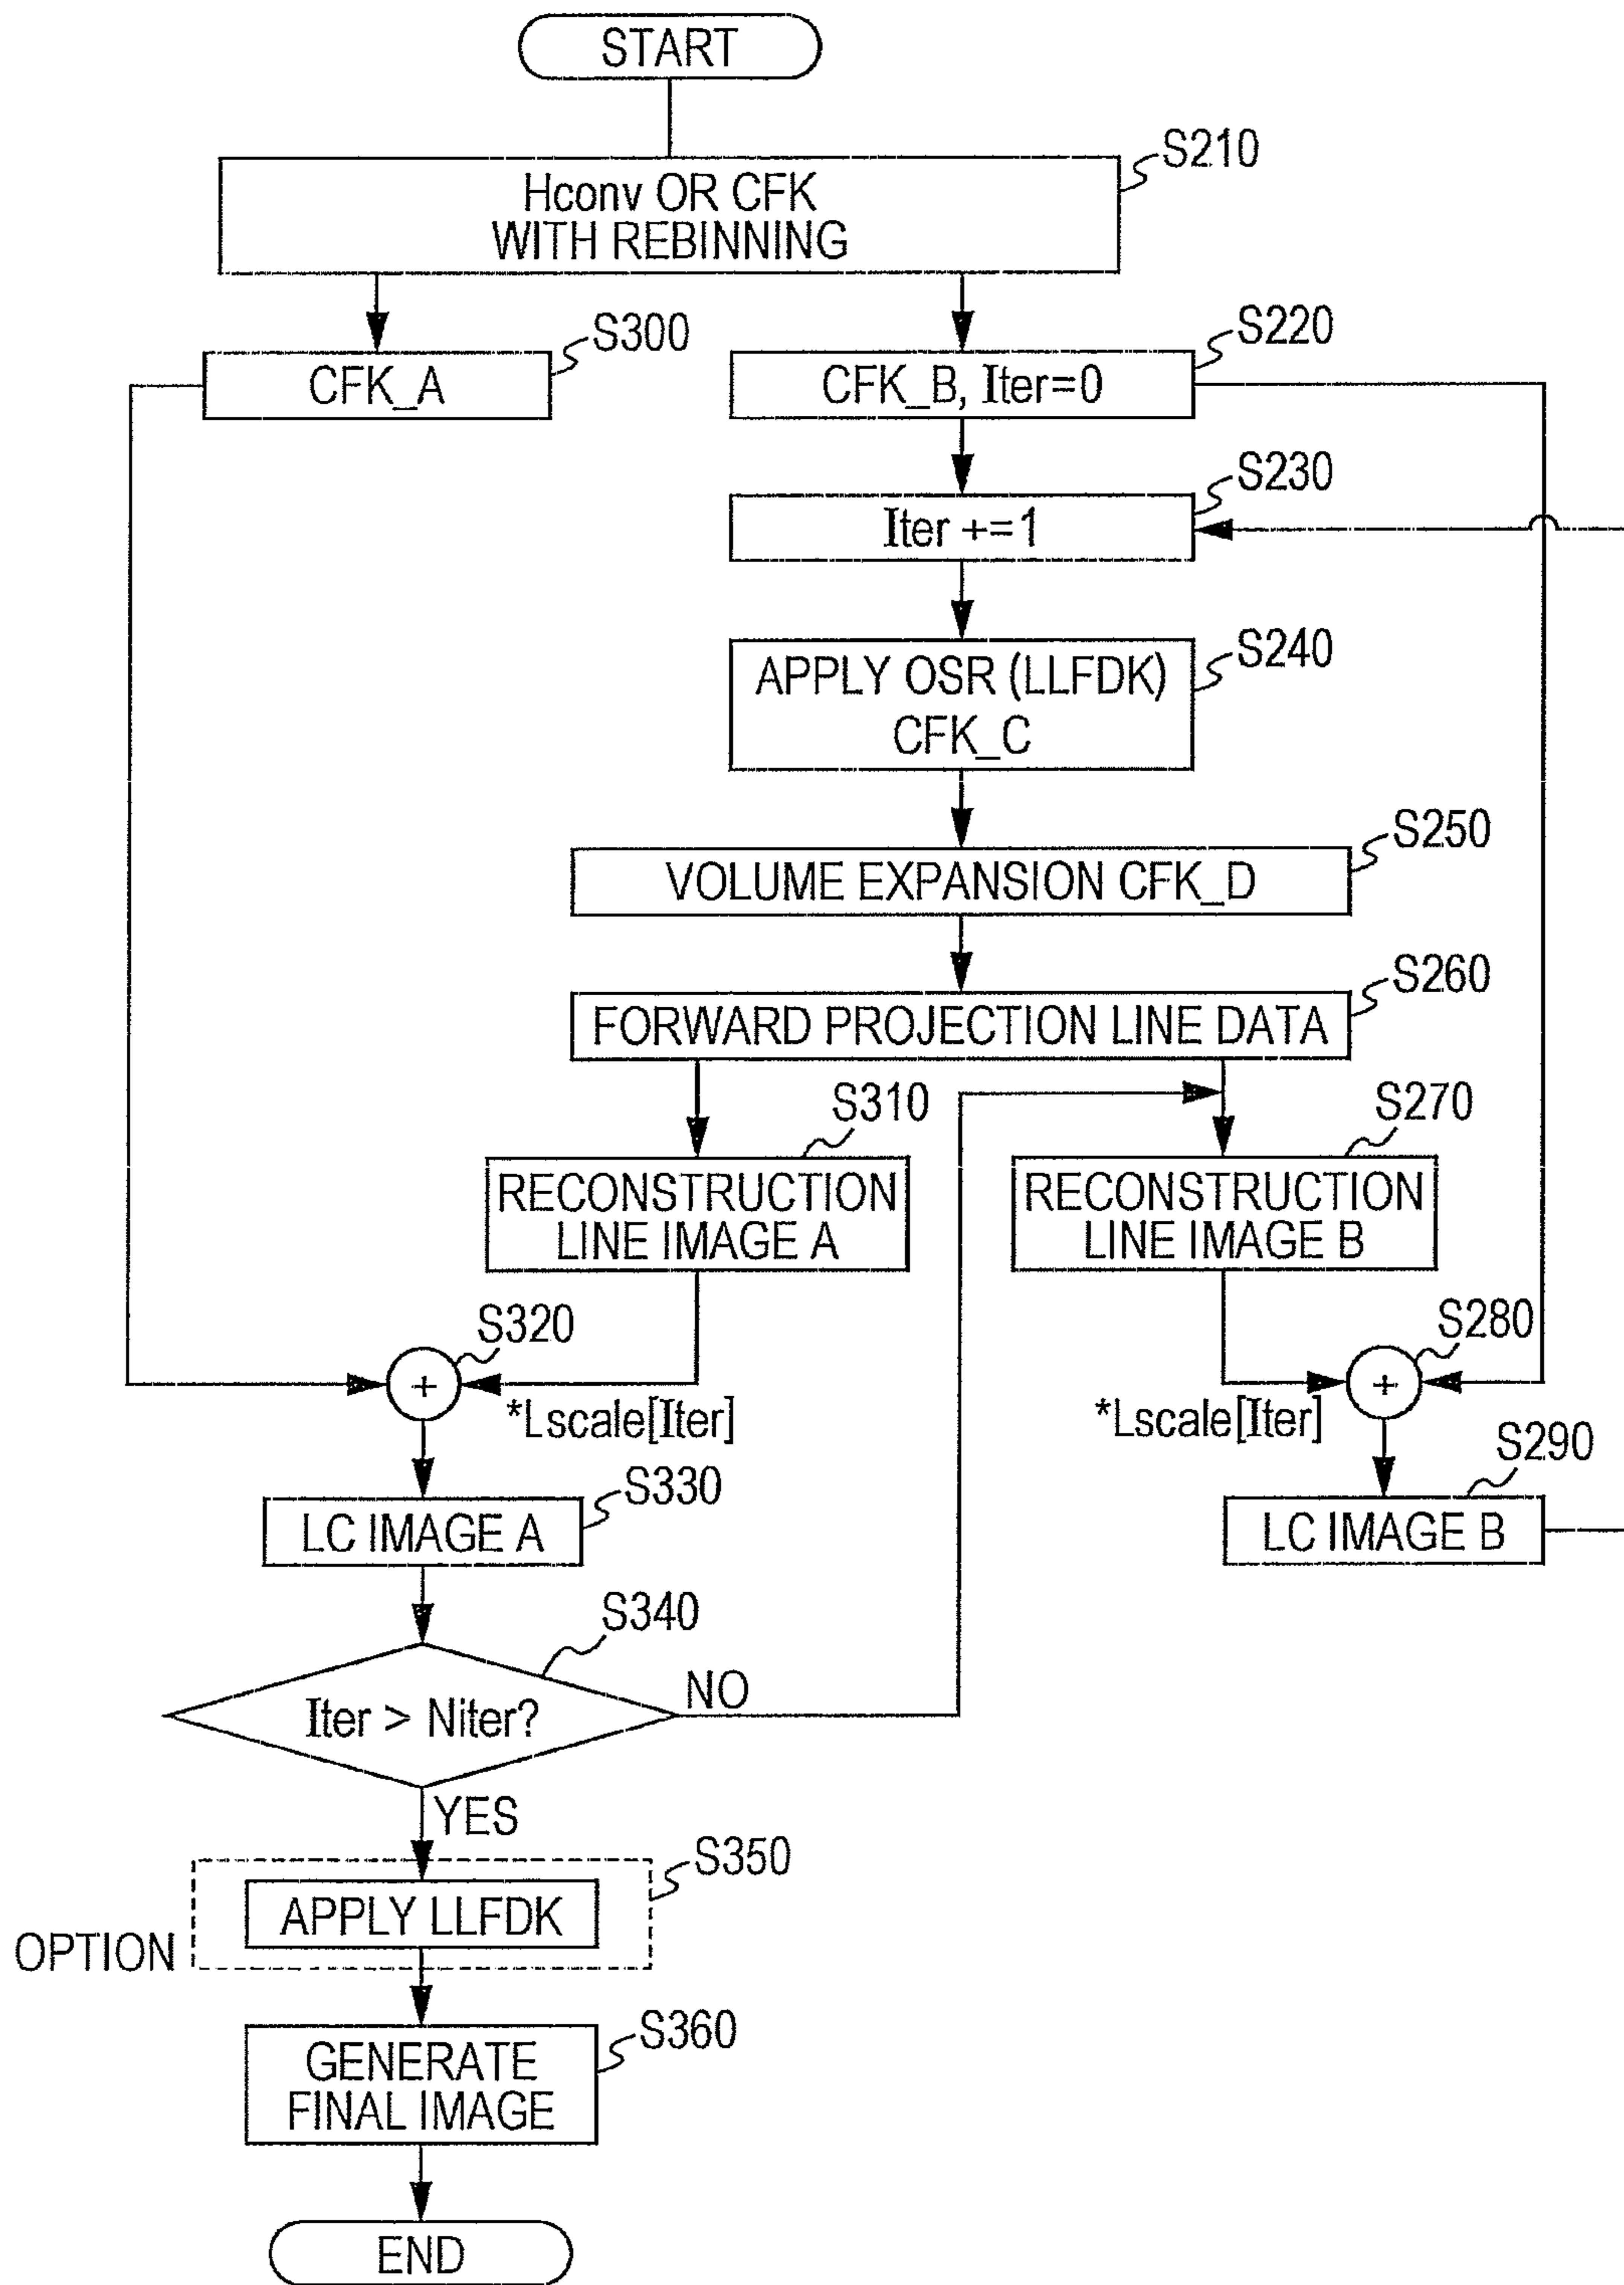 START
S210
Hconv OR CFK
WITH REBINNING
S300
CFK_A
S220
CFK_B, Iter=0
S230
Iter +=1
S240
APPLY OSR (LLFDK)
CFK_C
S250
VOLUME EXPANSION CFK_D
S260
FORWARD PROJECTION LINE DATA
S310
RECONSTRUCTION
LINE IMAGE A
S270
RECONSTRUCTION
LINE IMAGE B
S320
+
*Lscale[Iter]
S280
+
*Lscale[Iter]
S330
LC IMAGE A
S290
LC IMAGE B
S340
Iter > Niter?
NO
YES
S350
APPLY LLFDK
OPTION
S360
GENERATE
FINAL IMAGE
END